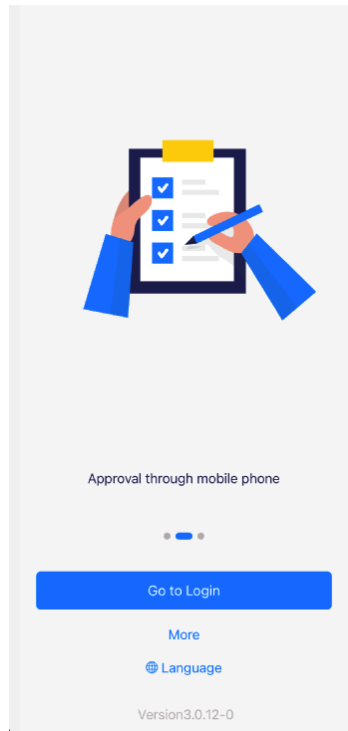 Approval through mobile phone
Go to Login
More
Language
Version3.0.12-0